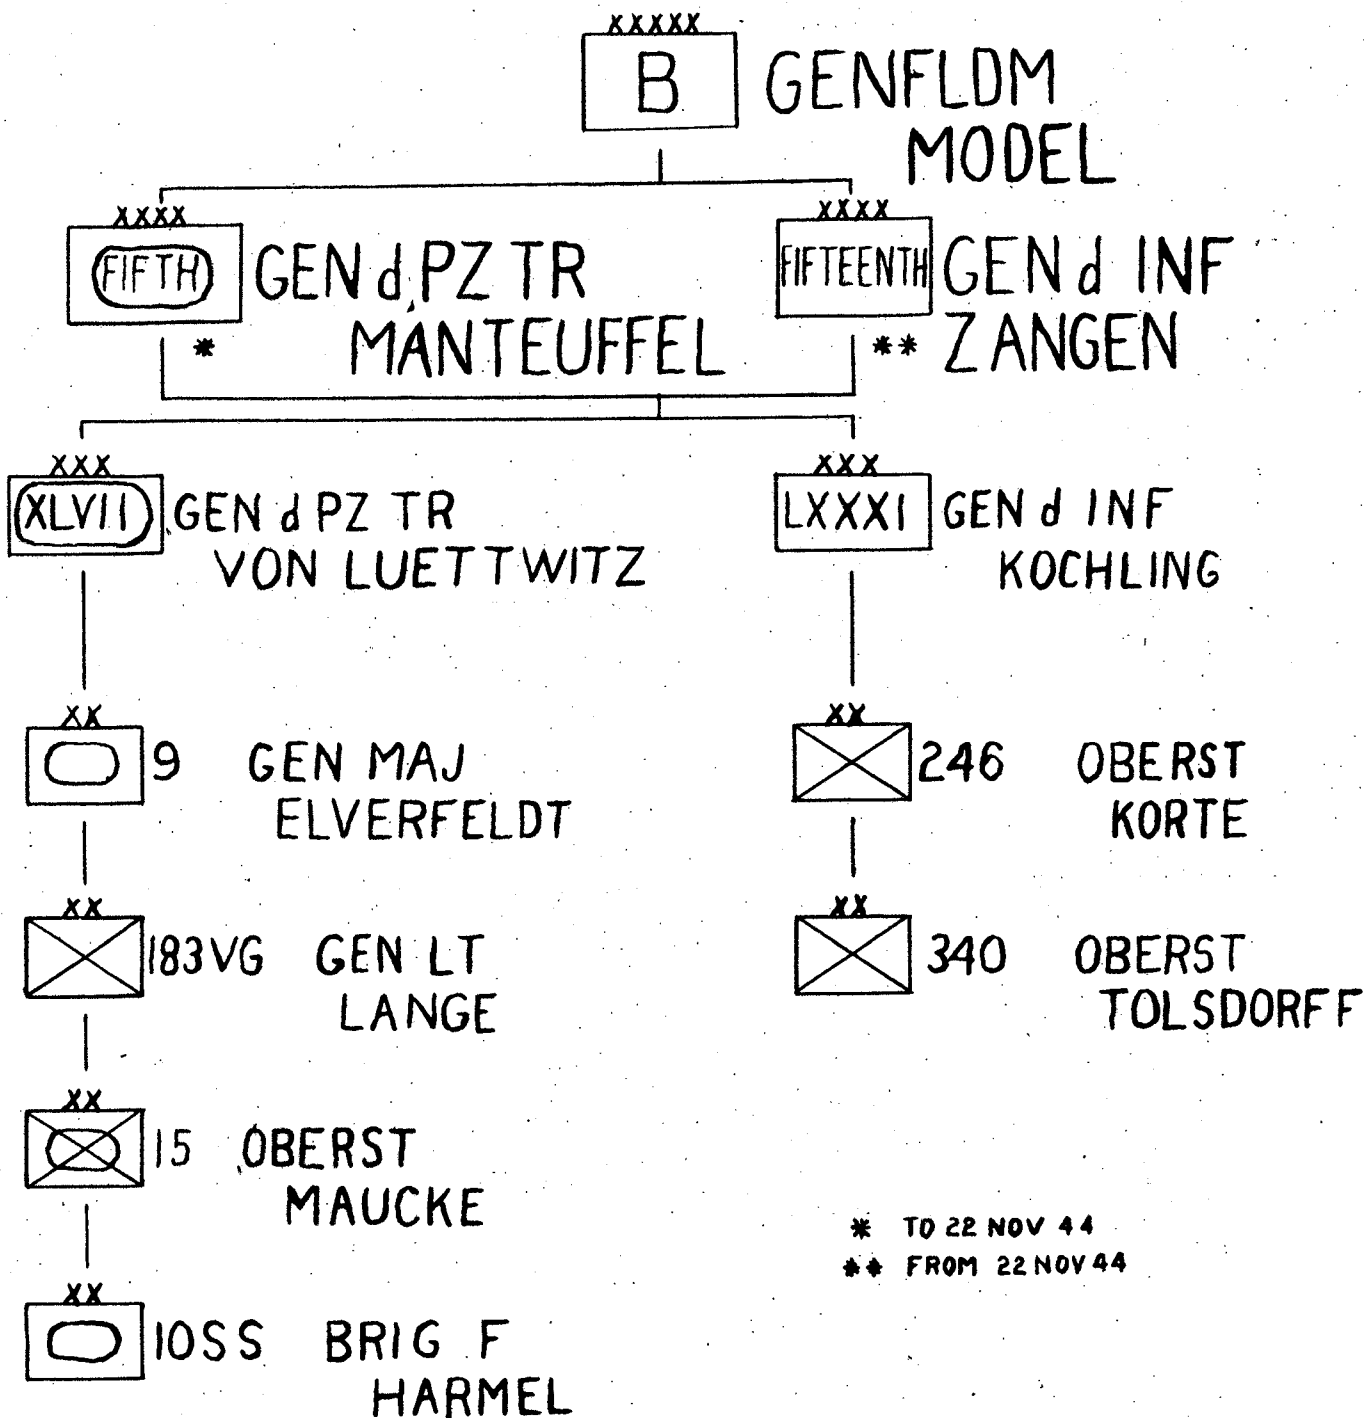 XXXXX
B GENFLDM
MODEL
XXXX
FIFTH GEN d PZ TR
MANTEUFFEL
*
XXXX
FIFTEENTH GEN d INF
** ZANGEN
XXX
XLVII GEN d PZ TR
VON LUETTWITZ
XXX
LXXXI GEN d INF
KOCHLING
XX
9 GEN MAJ
ELVERFELDT
XX
246 OBERST
KORTE
XX
183VG GEN LT
LANGE
XX
340 OBERST
TOLSDORFF
XX
15 OBERST
MAUCKE
XX
10SS BRIG F
HARMEL
* TO 22 NOV 44
** FROM 22 NOV 44